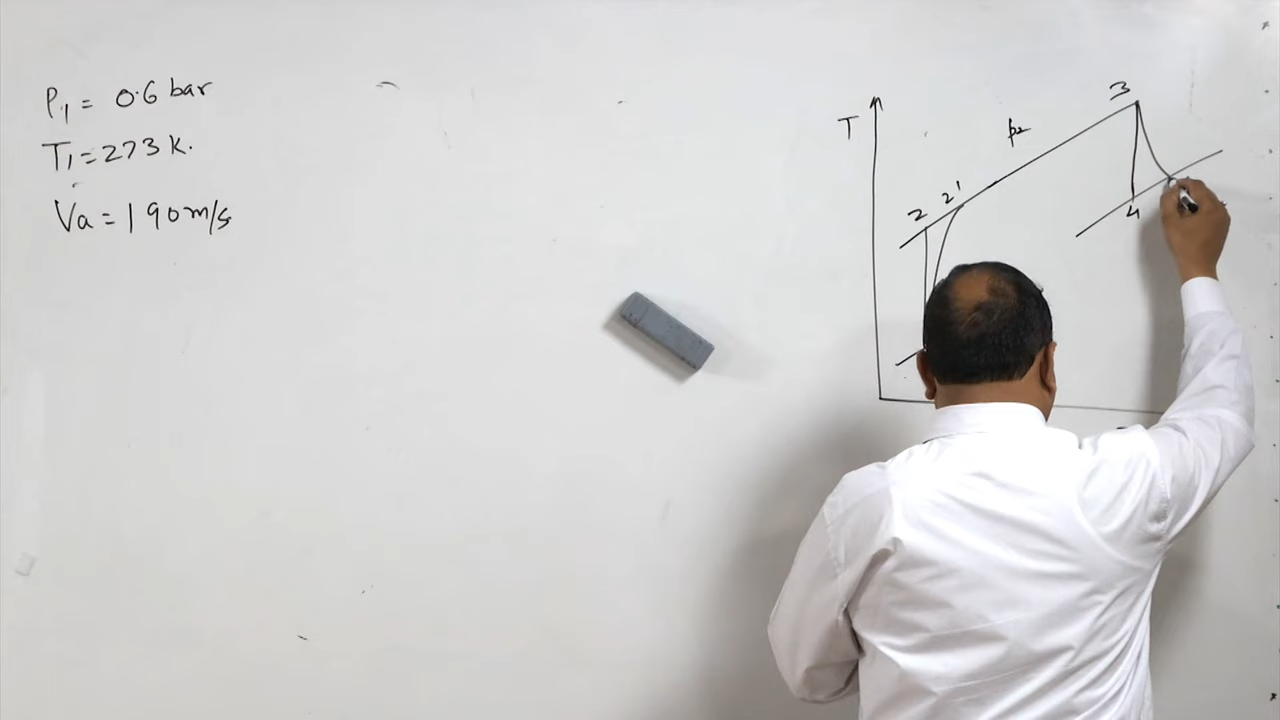 P₁ = 0.6 bar
T₁ = 273 K.
Va = 190 m/s
T
3
p₂
2'
2
4